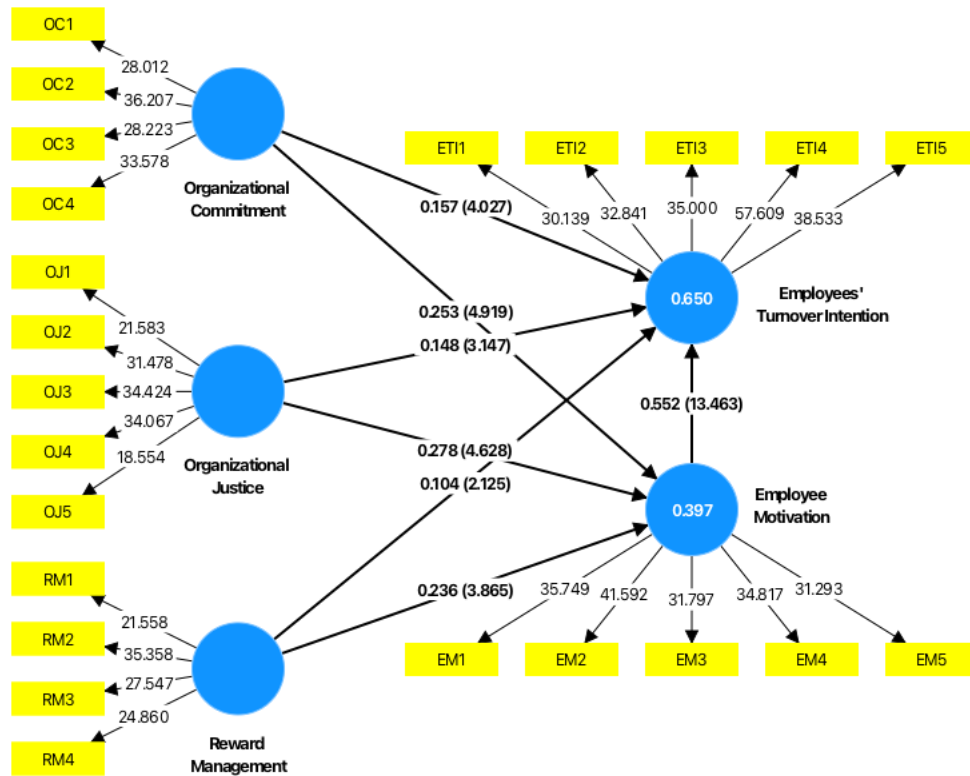 OC1
OC2
OC3
OC4
28.012
36.207
28.223
33.578
Organizational
Commitment
OJ1
OJ2
OJ3
OJ4
OJ5
21.583
31.478
34.424
34.067
18.554
Organizational
Justice
RM1
RM2
RM3
RM4
21.558
35.358
27.547
24.860
Reward
Management
0.157 (4.027)
0.253 (4.919)
0.148 (3.147)
0.278 (4.628)
0.104 (2.125)
0.236 (3.865)
ETI1
ETI2
ETI3
ETI4
ETI5
30.139
32.841
35.000
57.609
38.533
0.650
Employees'
Turnover Intention
0.552 (13.463)
0.397
Employee
Motivation
35.749
41.592
31.797
34.817
31.293
EM1
EM2
EM3
EM4
EM5